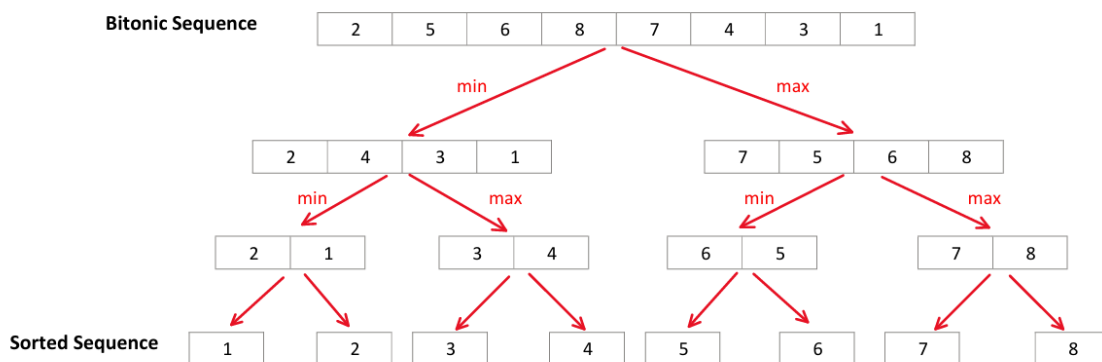 Bitonic Sequence 2 5 6 8 7 4 3 1
min max
2 4 3 1 7 5 6 8
min max min max
2 1 3 4 6 5 7 8
Sorted Sequence 1 2 3 4 5 6 7 8